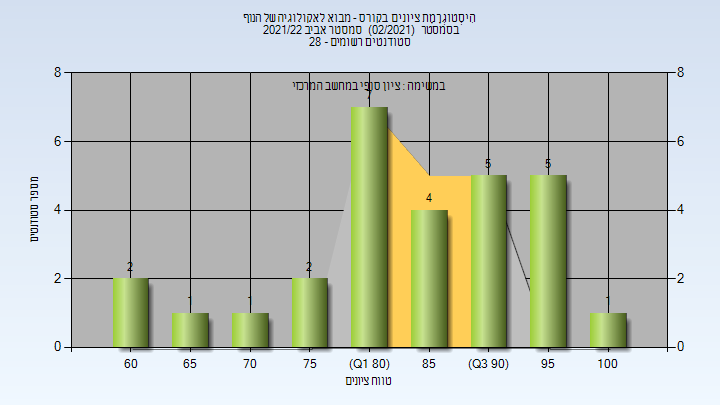 היסטוגרמת ציונים בקורס - מבוא לאקולוגיה של הנוף
בסמסטר (02/2021) סמסטר אביב 2021/22
סטודנטים רשומים - 28
במשימה : ציון סופי במחשב המרכזי
8 8
6 6
4 4
2 2
0 0
מספר סטודנטים
2 1 1 2 7 4 5 5 1
60 65 70 75 (Q1 80) 85 (Q3 90) 95 100
טווח ציונים